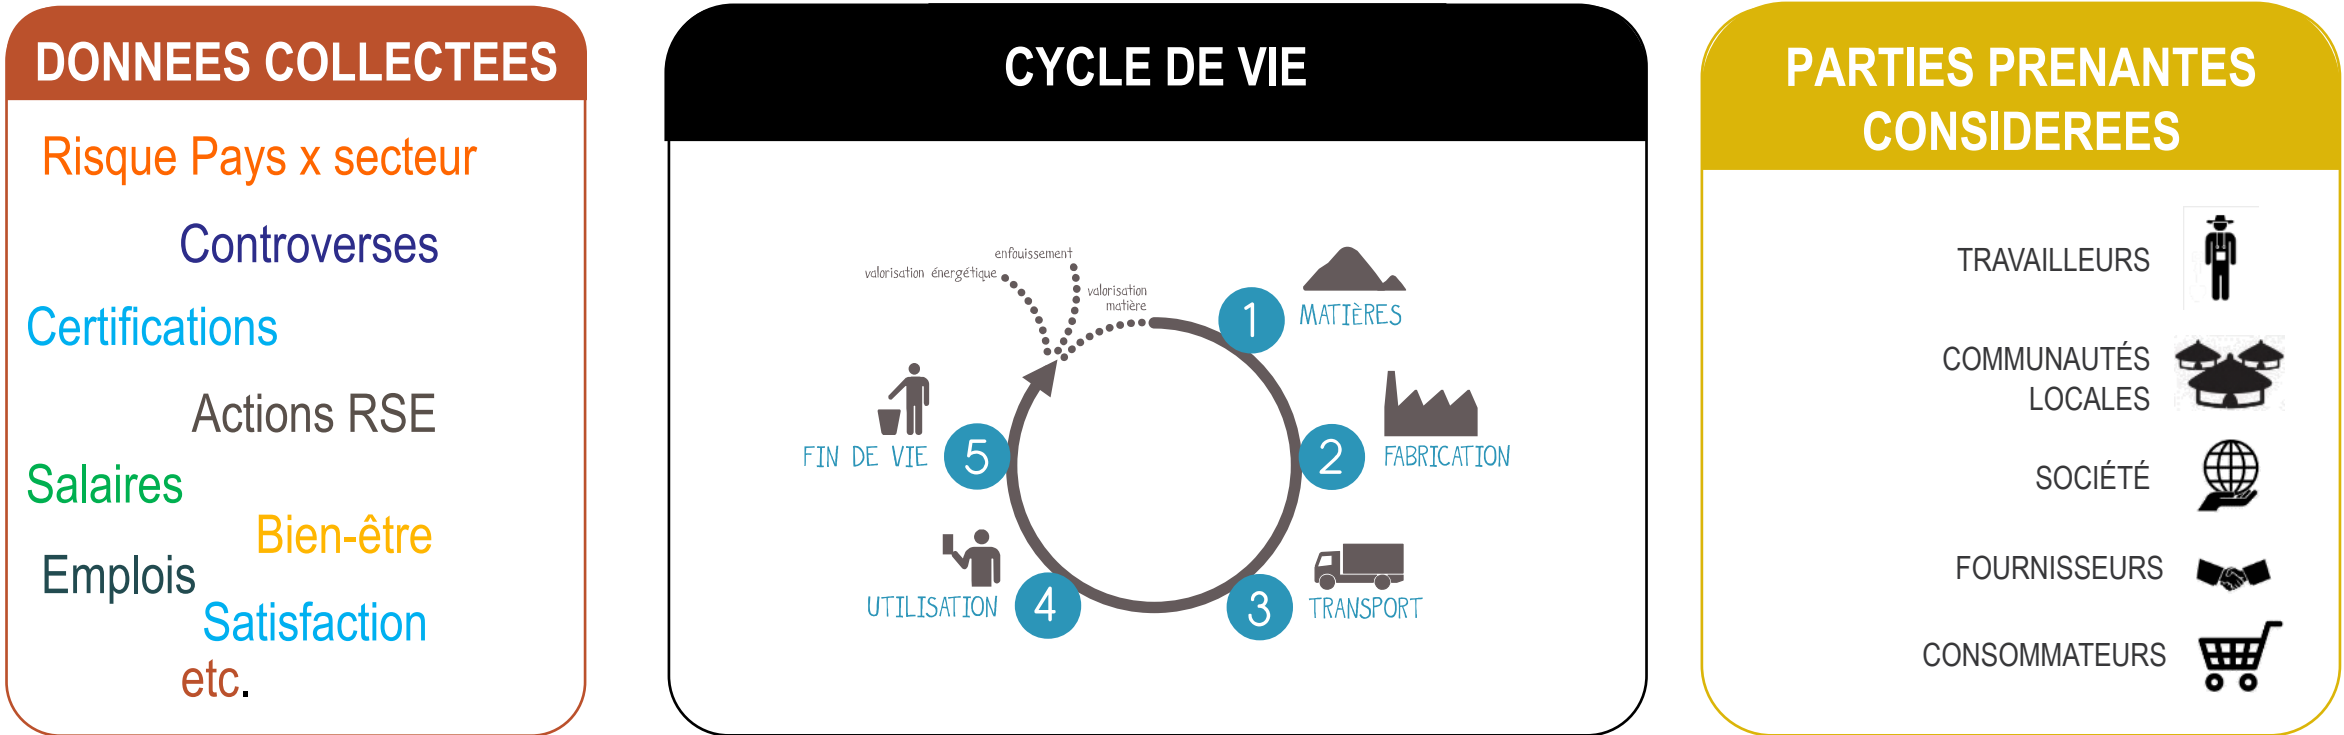 DONNEES COLLECTEES
Risque Pays x secteur
Controverses
Certifications
Actions RSE
Salaires
Bien-être
Emplois
Satisfaction
etc.
CYCLE DE VIE
enfouissement
valorisation énergétique
valorisation
matière
1
MATIÈRES
2
FABRICATION
3
TRANSPORT
4
UTILISATION
5
FIN DE VIE
PARTIES PRENANTES
CONSIDEREES
TRAVAILLEURS
COMMUNAUTÉS
LOCALES
SOCIÉTÉ
FOURNISSEURS
CONSOMMATEURS